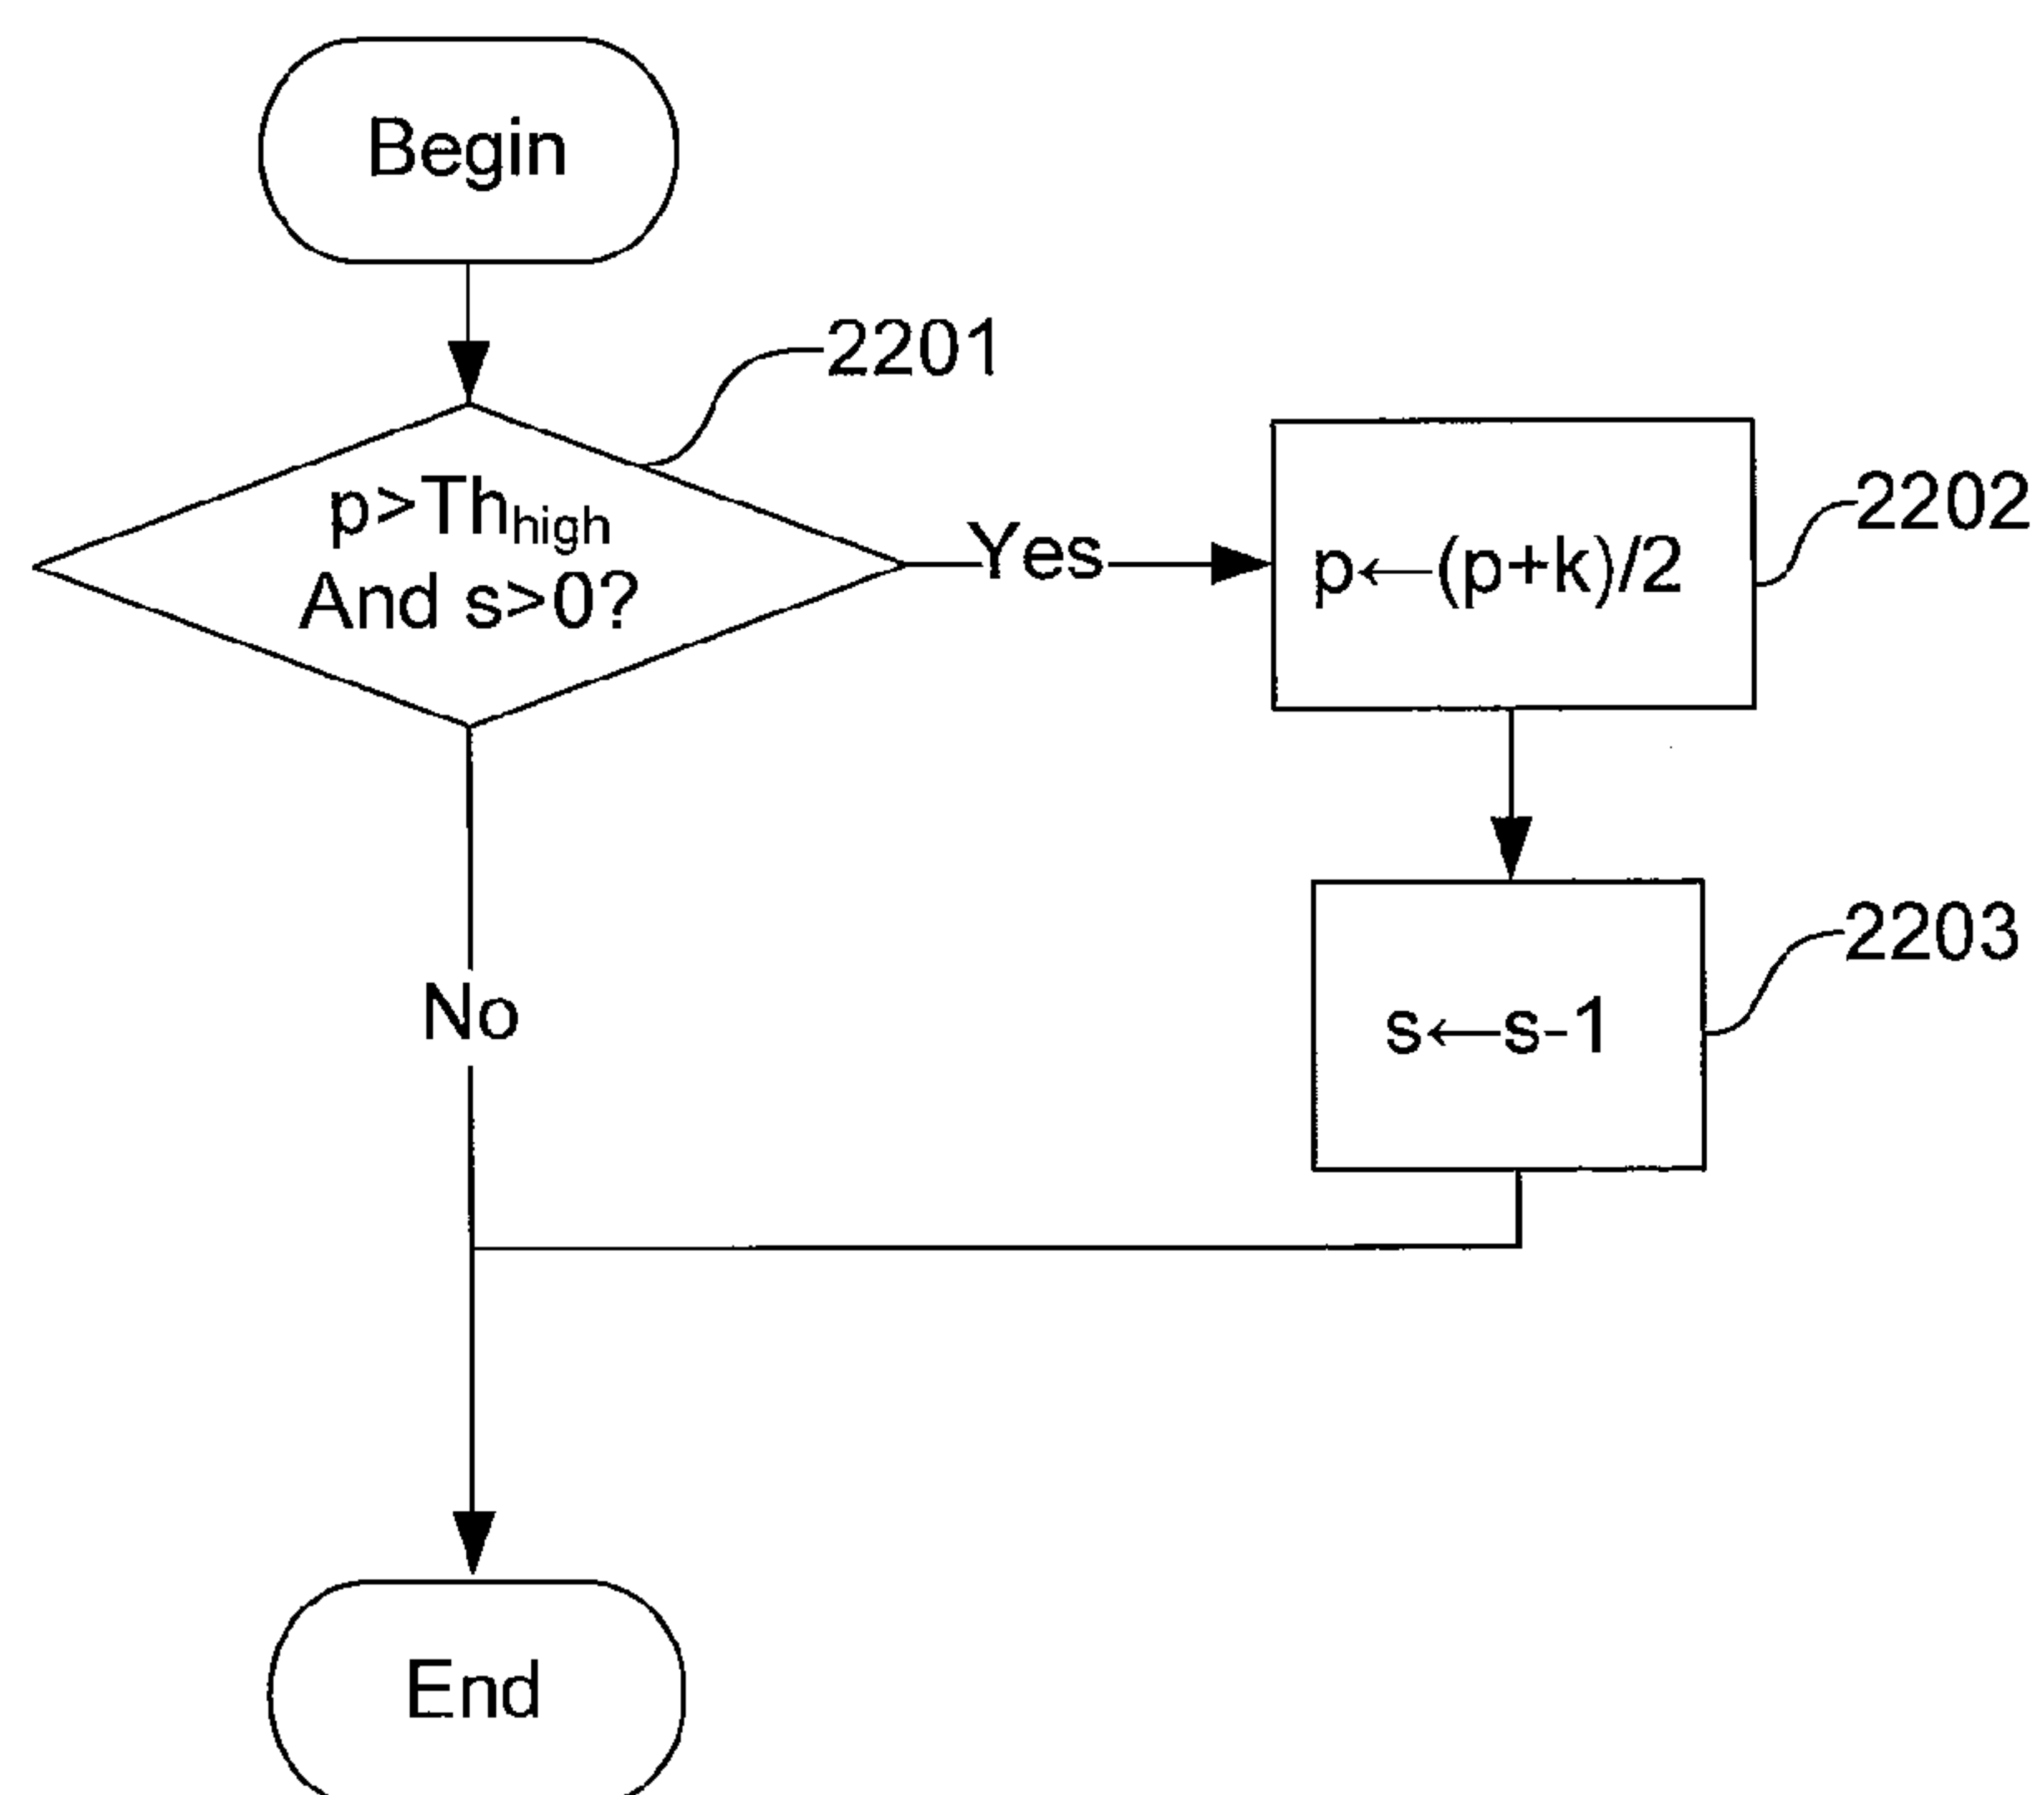 Begin
2201
p>Thhigh
And s>0?
Yes
p←(p+k)/2
2202
s←s-1
2203
No
End